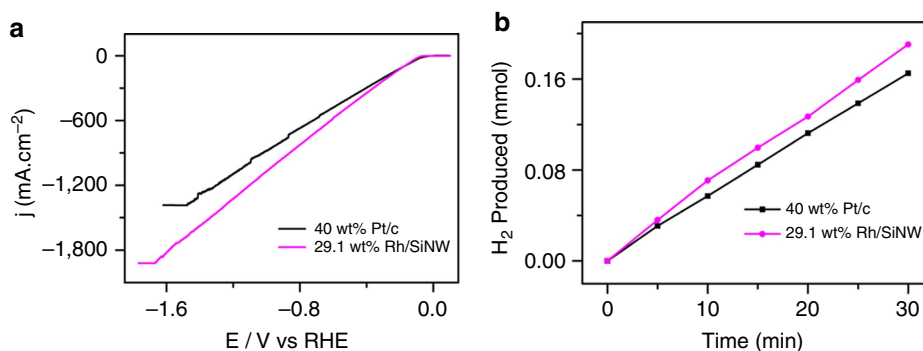 a
0
−600
−1,200
−1,800
j (mA.cm−2)
40 wt% Pt/c
29.1 wt% Rh/SiNW
−1.6
−0.8
0.0
E / V vs RHE
b
0.16
0.08
0.00
H2 Produced (mmol)
40 wt% Pt/c
29.1 wt% Rh/SiNW
0
10
20
30
Time (min)